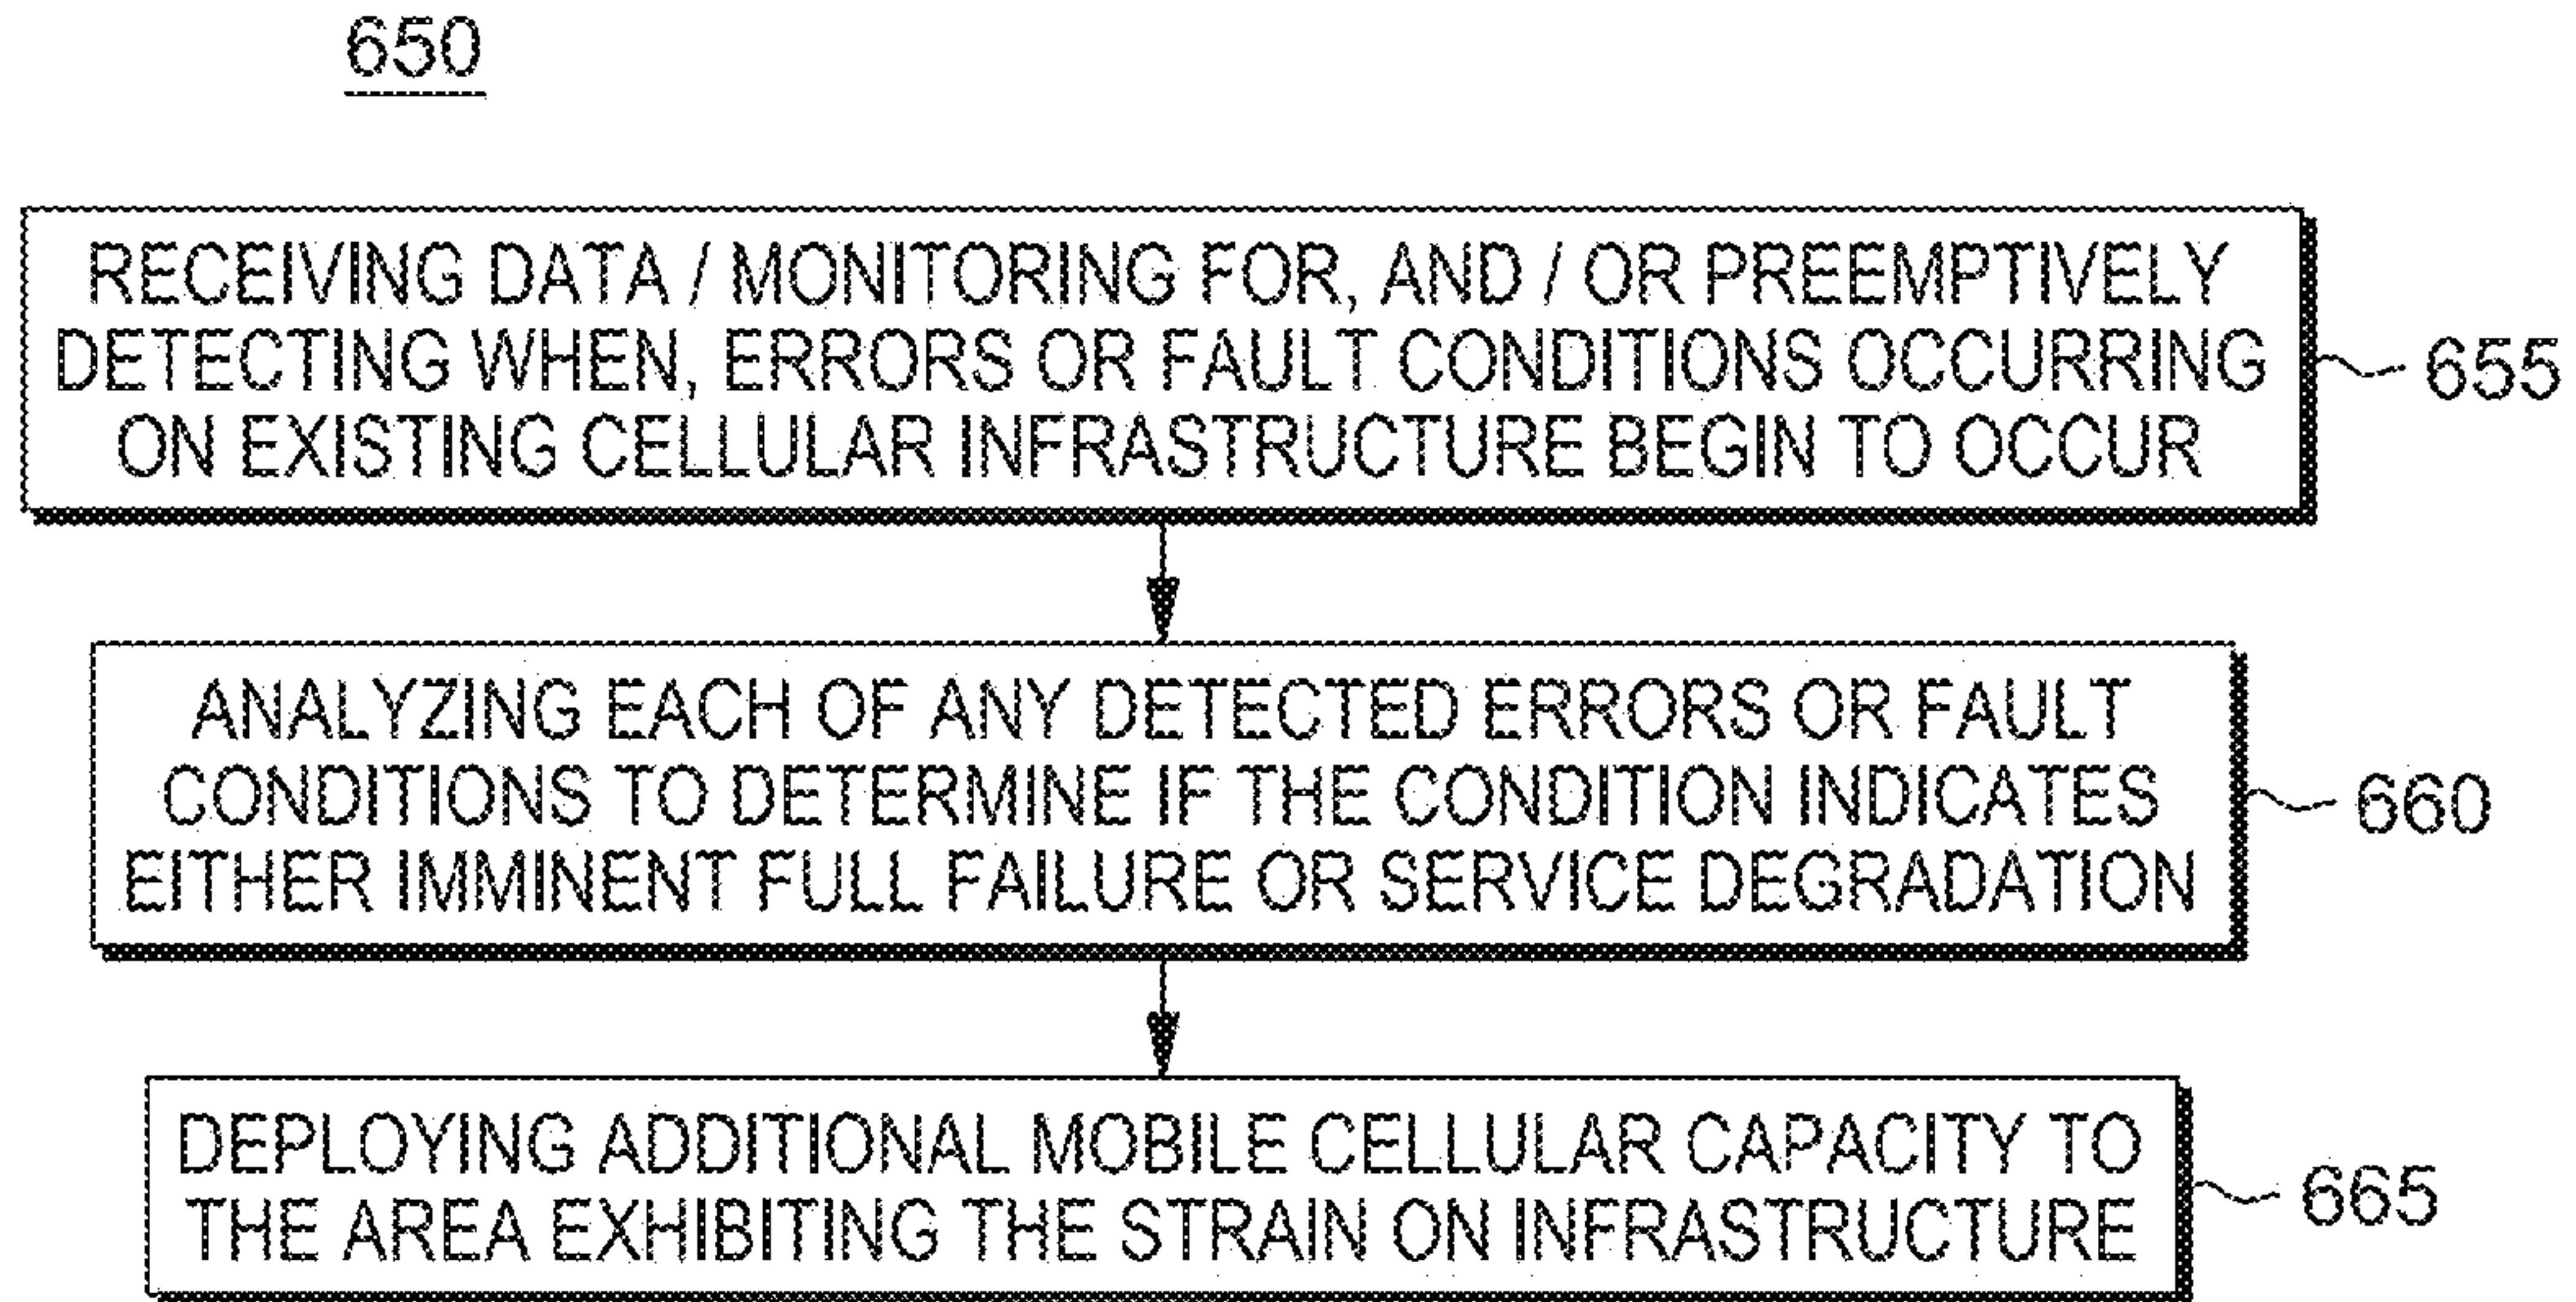 650
RECEIVING DATA / MONITORING FOR, AND / OR PREEMPTIVELY
DETECTING WHEN, ERRORS OR FAULT CONDITIONS OCCURRING
ON EXISTING CELLULAR INFRASTRUCTURE BEGIN TO OCCUR
655
ANALYZING EACH OF ANY DETECTED ERRORS OR FAULT
CONDITIONS TO DETERMINE IF THE CONDITION INDICATES
EITHER IMMINENT FULL FAILURE OR SERVICE DEGRADATION
660
DEPLOYING ADDITIONAL MOBILE CELLULAR CAPACITY TO
THE AREA EXHIBITING THE STRAIN ON INFRASTRUCTURE
665